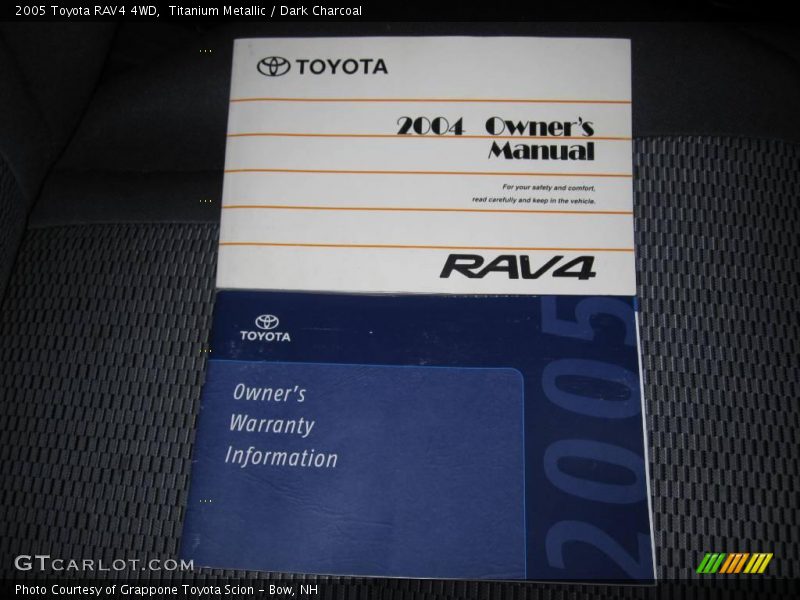 2005 Toyota RAV4 4WD,  Titanium Metallic / Dark Charcoal
TOYOTA
2004 Owner's
Manual
For your safety and comfort,
read carefully and keep in the vehicle.
RAV4
TOYOTA
Owner's
Warranty
Information
2005
GTcarlot.com
Photo Courtesy of Grappone Toyota Scion - Bow, NH